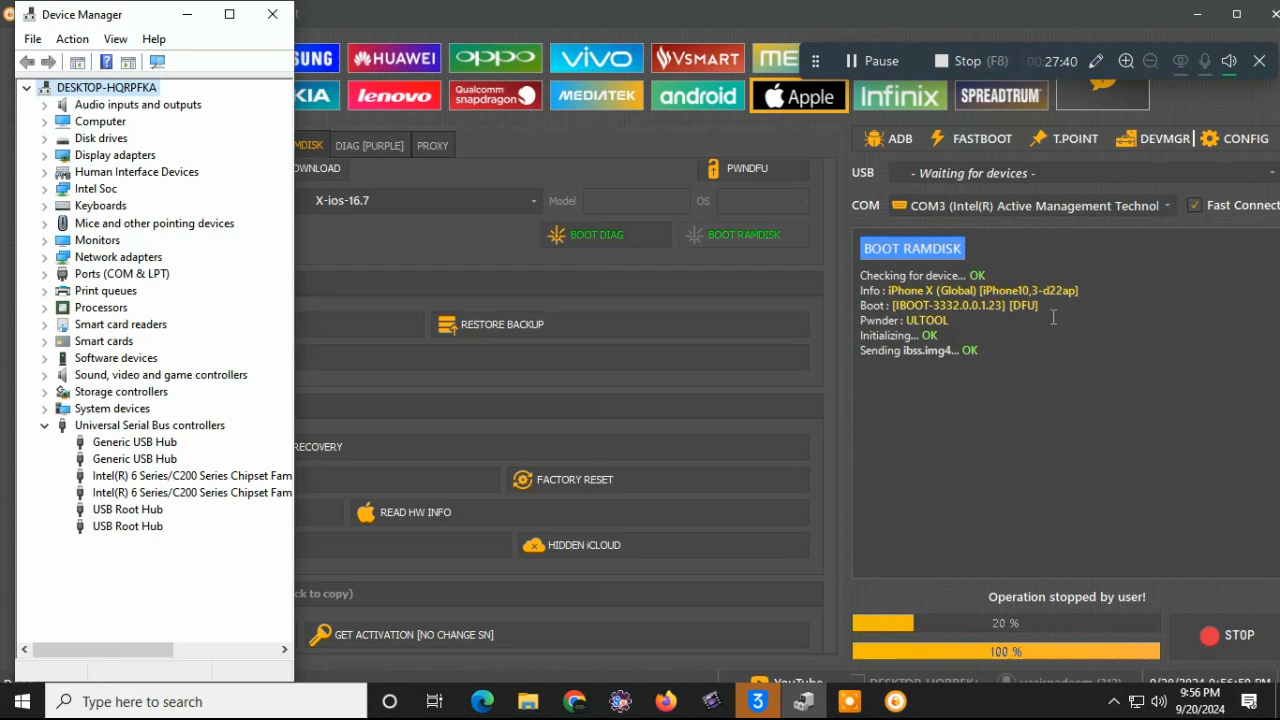 Device Manager
File Action View Help
DESKTOP-HQRPFKA
Audio inputs and outputs
Computer
Disk drives
Display adapters
Human Interface Devices
Intel Soc
Keyboards
Mice and other pointing devices
Monitors
Network adapters
Ports (COM & LPT)
Print queues
Processors
Smart card readers
Smart cards
Software devices
Sound, video and game controllers
Storage controllers
System devices
Universal Serial Bus controllers
Generic USB Hub
Generic USB Hub
Intel(R) 6 Series/C200 Series Chipset Fam
Intel(R) 6 Series/C200 Series Chipset Fam
USB Root Hub
USB Root Hub
SUNG HUAWEI oppo vivo VSMART ME
Pause Stop (F8) 00:27:40
KIA lenovo Qualcomm snapdragon MEDIATEK android Apple Infinix SPREADTRUM
MDISK DIAG [PURPLE] PROXY
OWNLOAD PWNDFU
X-ios-16.7 Model OS
BOOT DIAG BOOT RAMDISK
RESTORE BACKUP
RECOVERY
FACTORY RESET
READ HW INFO
HIDDEN iCLOUD
ck to copy)
GET ACTIVATION [NO CHANGE SN]
YouTube
ADB FASTBOOT T.POINT DEVMGR CONFIG
USB - Waiting for devices -
COM COM3 (Intel(R) Active Management Technol Fast Connect
BOOT RAMDISK
Checking for device... OK
Info : iPhone X (Global) [iPhone10,3-d22ap]
Boot : [IBOOT-3332.0.0.1.23] [DFU]
Pwnder : ULTOOL
Initializing... OK
Sending ibss.img4... OK
Operation stopped by user!
20 %
100 %
STOP
Type here to search
3
9:56 PM
9/20/2024